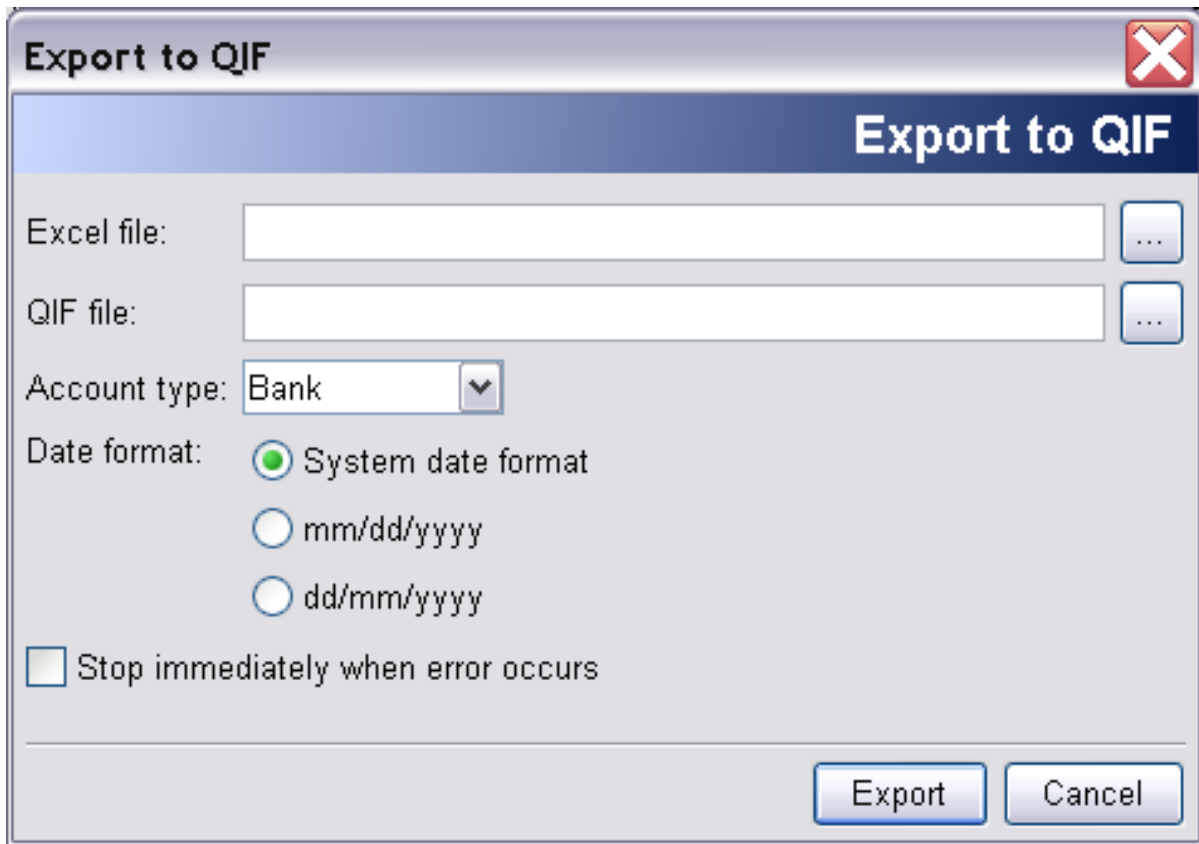 Export to QIF
Export to QIF
Excel file:
...
QIF file:
...
Account type: Bank
Date format: System date format
mm/dd/yyyy
dd/mm/yyyy
Stop immediately when error occurs
Export Cancel